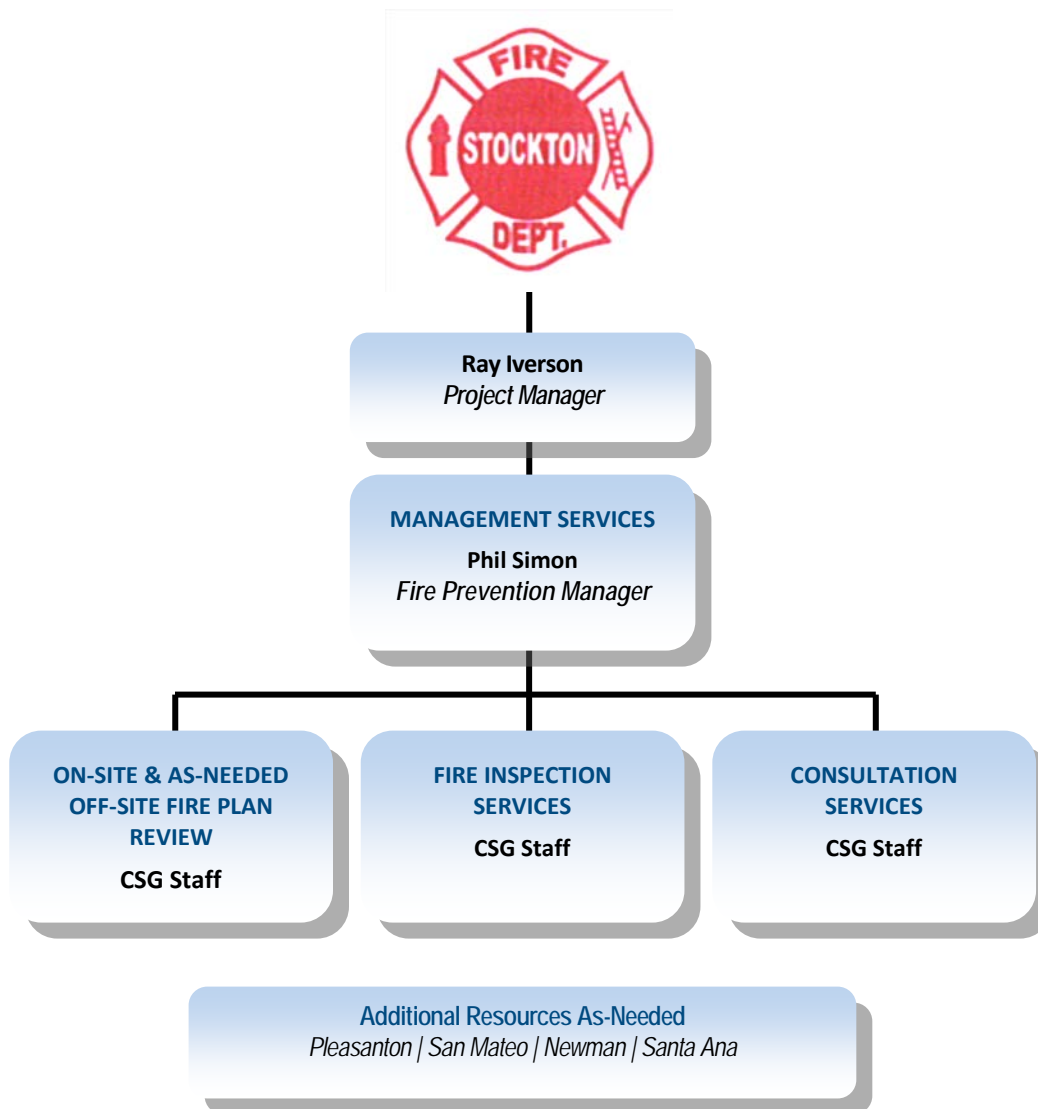 FIRE
STOCKTON
DEPT.
Ray Iverson
Project Manager
MANAGEMENT SERVICES
Phil Simon
Fire Prevention Manager
ON-SITE & AS-NEEDED
OFF-SITE FIRE PLAN
REVIEW
CSG Staff
FIRE INSPECTION
SERVICES
CSG Staff
CONSULTATION
SERVICES
CSG Staff
Additional Resources As-Needed
Pleasanton | San Mateo | Newman | Santa Ana